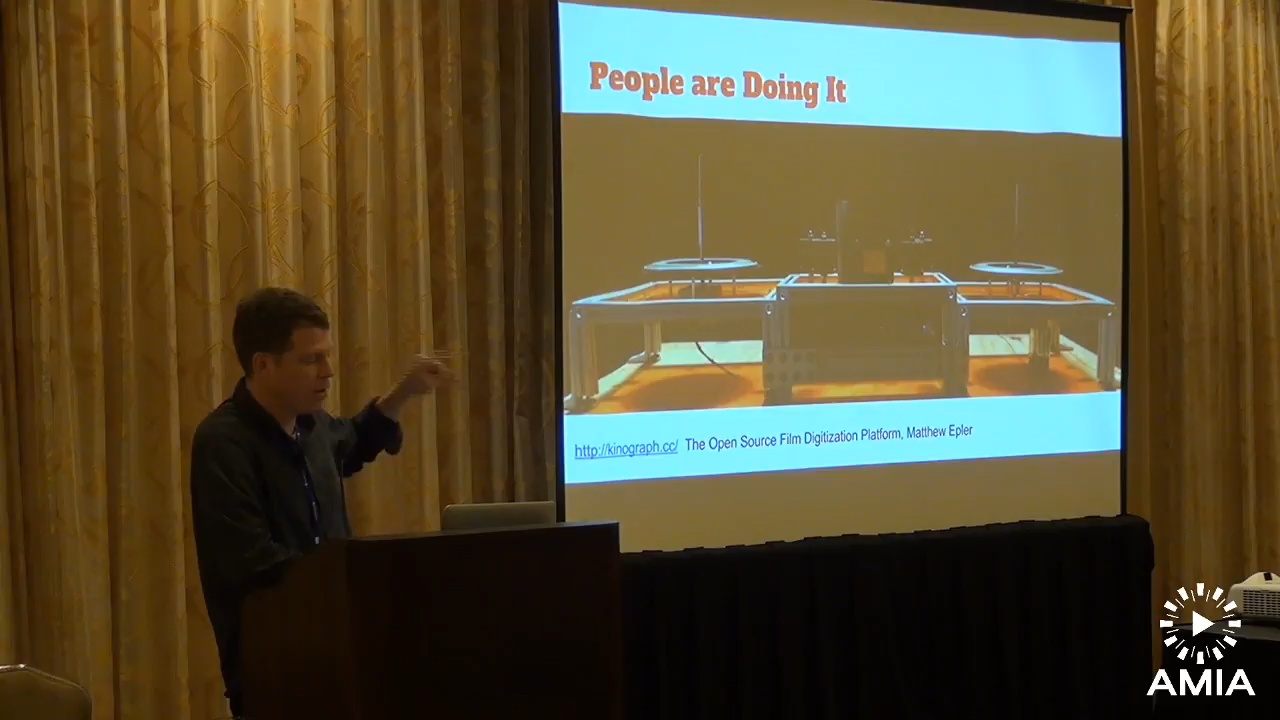 People are Doing It
http://kinograph.cc/ The Open Source Film Digitization Platform, Matthew Epler
AMIA